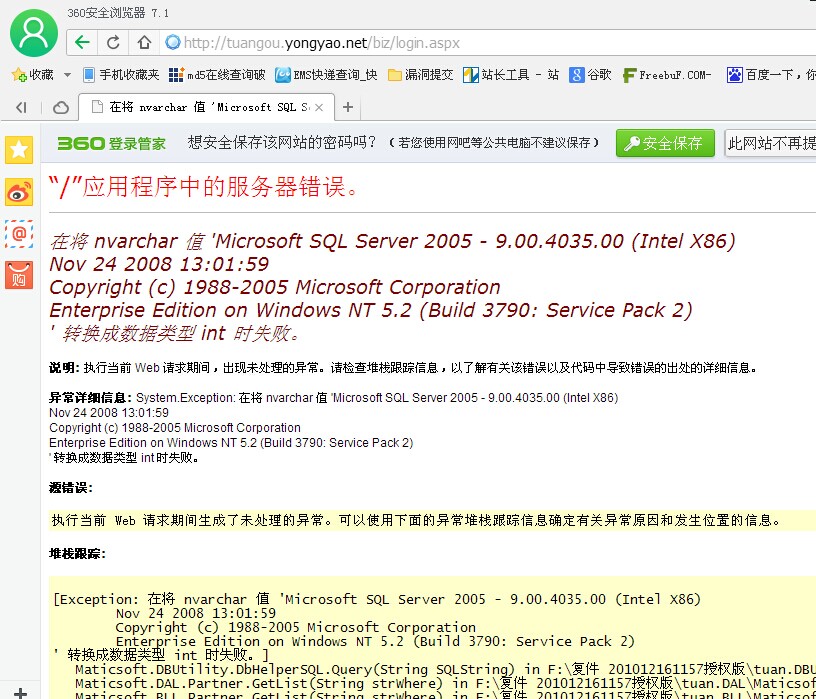 360安全浏览器 7.1
http://tuangou.yongyao.net/biz/login.aspx
收藏 手机收藏夹 md5在线查询破 EMS快递查询_快 漏洞提交 站长工具 - 站 谷歌 FreebuF.COM- 百度一下，你
在将 nvarchar 值 'Microsoft SQL S
360 登录管家 想安全保存该网站的密码吗？（若您使用网吧等公共电脑不建议保存） 安全保存 此网站不再提
“/”应用程序中的服务器错误。
在将 nvarchar 值 'Microsoft SQL Server 2005 - 9.00.4035.00 (Intel X86)
Nov 24 2008 13:01:59
Copyright (c) 1988-2005 Microsoft Corporation
Enterprise Edition on Windows NT 5.2 (Build 3790: Service Pack 2)
' 转换成数据类型 int 时失败。
说明: 执行当前 Web 请求期间，出现未处理的异常。请检查堆栈跟踪信息，以了解有关该错误以及代码中导致错误的出处的详细信息。
异常详细信息: System.Exception: 在将 nvarchar 值 'Microsoft SQL Server 2005 - 9.00.4035.00 (Intel X86)
Nov 24 2008 13:01:59
Copyright (c) 1988-2005 Microsoft Corporation
Enterprise Edition on Windows NT 5.2 (Build 3790: Service Pack 2)
' 转换成数据类型 int 时失败。
源错误:
执行当前 Web 请求期间生成了未处理的异常。可以使用下面的异常堆栈跟踪信息确定有关异常原因和发生位置的信息。
堆栈跟踪:
[Exception: 在将 nvarchar 值 'Microsoft SQL Server 2005 - 9.00.4035.00 (Intel X86)
Nov 24 2008 13:01:59
Copyright (c) 1988-2005 Microsoft Corporation
Enterprise Edition on Windows NT 5.2 (Build 3790: Service Pack 2)
' 转换成数据类型 int 时失败。]
Maticsoft.DBUtility.DbHelperSQL.Query(String SQLString) in F:\复件 201012161157授权版\tuan.DBU
Maticsoft.DAL.Partner.GetList(String strWhere) in F:\复件 201012161157授权版\tuan.DAL\Maticsof
Maticsoft.BLL.Partner.GetList(String strWhere) in F:\复件 201012161157授权版\tuan.BLL\Maticsof
购